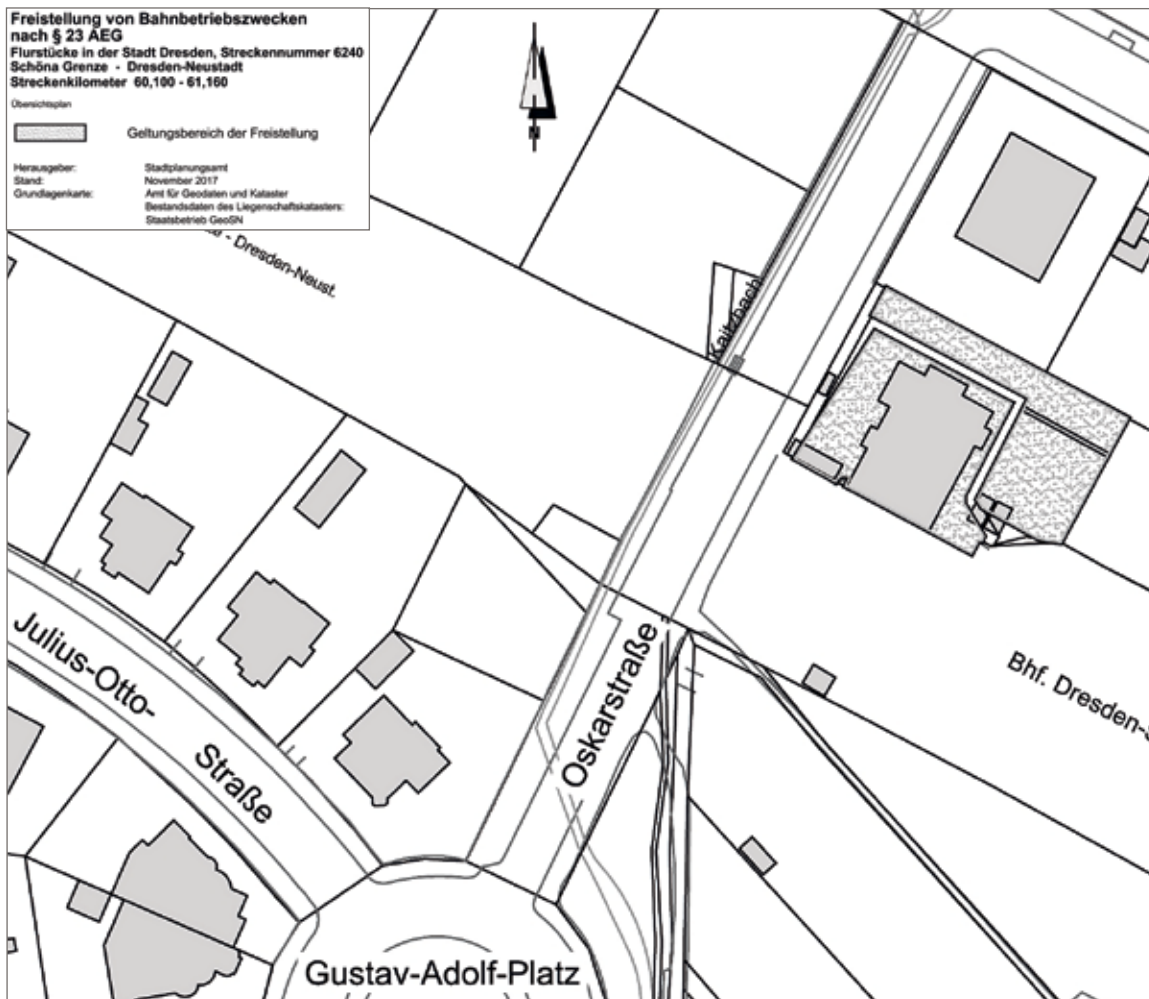 Freistellung von Bahnbetriebszwecken
nach § 23 AEG
Flurstücke in der Stadt Dresden, Streckennummer 6240
Schöna Grenze - Dresden-Neustadt
Streckenkilometer 60,100 - 61,160
Übersichtsplan
Geltungsbereich der Freistellung
Herausgeber: Stadtplanungsamt
Stand: November 2017
Grundlagenkarte: Amt für Geodaten und Kataster
Bestandsdaten des Liegenschaftskatasters:
Staatsbetrieb GeoSN
N
- Dresden-Neust.
Kaitzbach
Bhf. Dresden-
Oskarstraße
Julius-Otto-
Straße
Gustav-Adolf-Platz